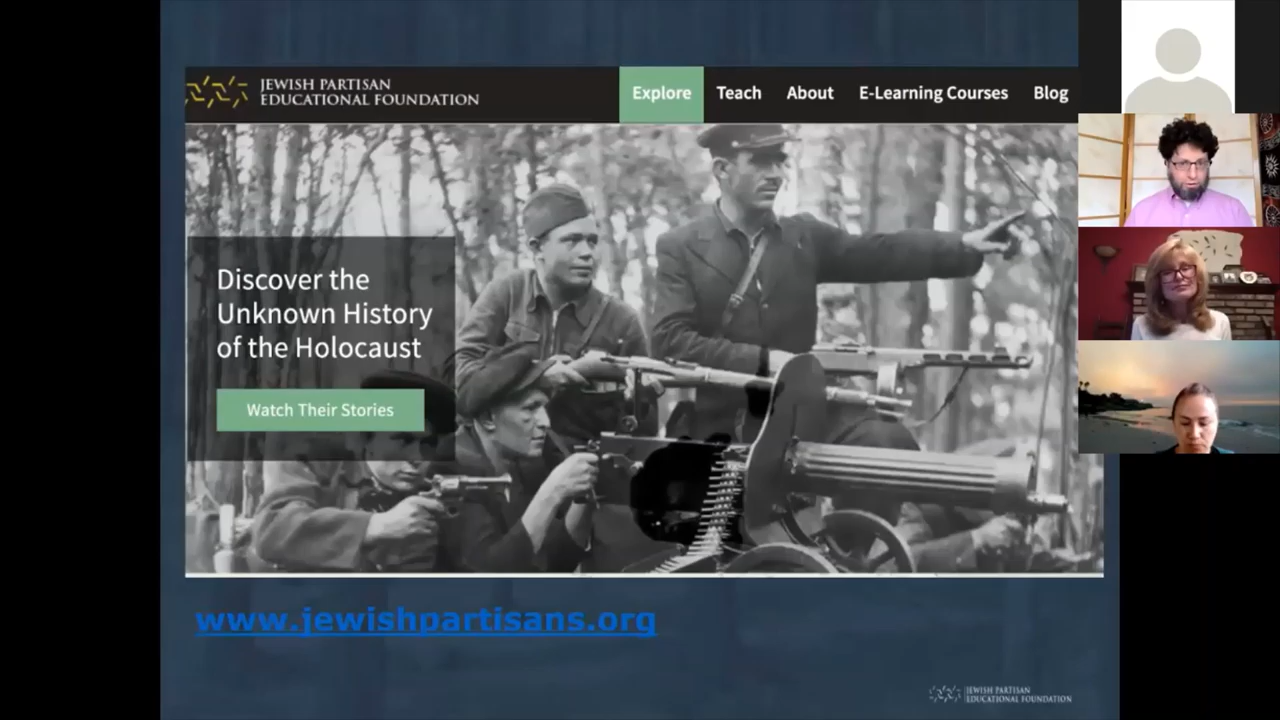 JEWISH PARTISAN
EDUCATIONAL FOUNDATION
Explore
Teach
About
E-Learning Courses
Blog
Discover the
Unknown History
of the Holocaust
Watch Their Stories
www.jewishpartisans.org
JEWISH PARTISAN
EDUCATIONAL FOUNDATION